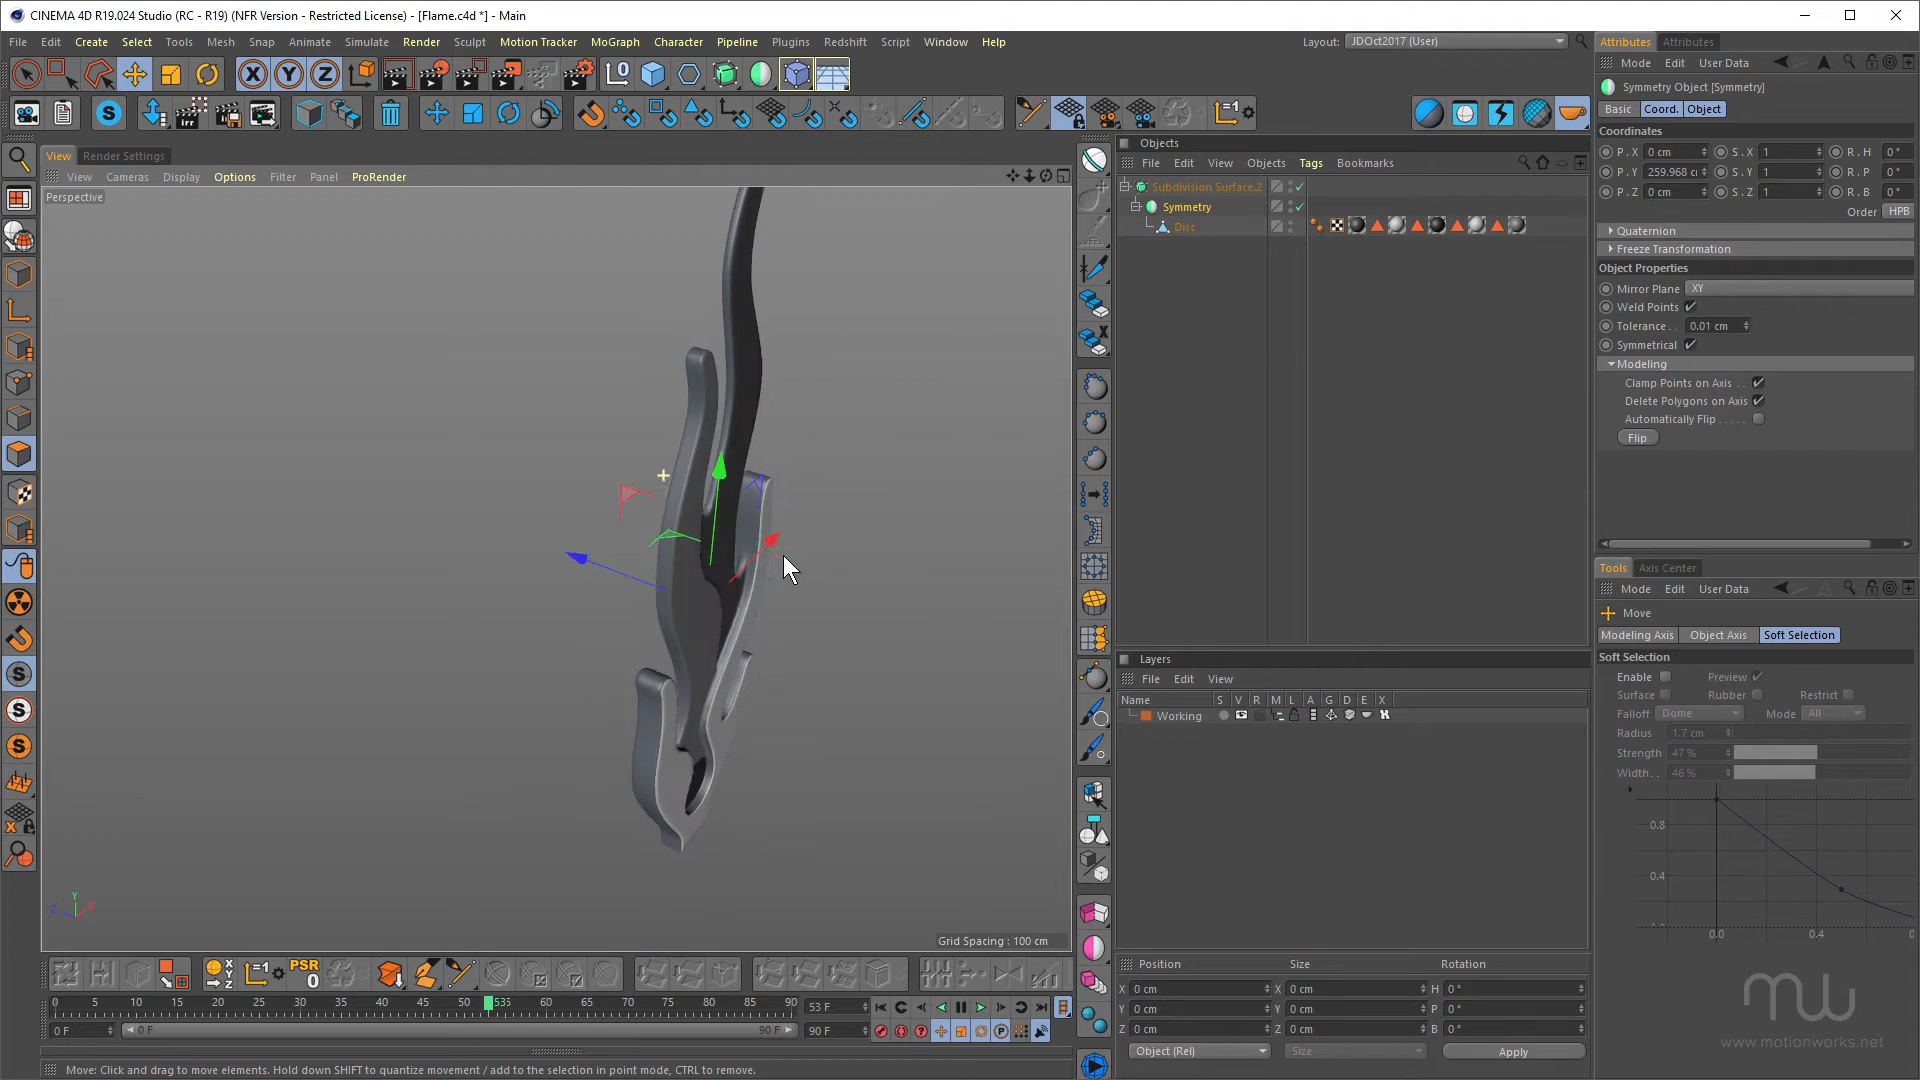 CINEMA 4D R19.024 Studio (RC - R19) (NFR Version - Restricted License) - [Flame.c4d *] - Main
File Edit Create Select Tools Mesh Snap Animate Simulate Render Sculpt Motion Tracker MoGraph Character Pipeline Plugins Redshift Script Window Help
Layout: JDOct2017 (User)
Attributes Attributes
Mode Edit User Data
Symmetry Object [Symmetry]
Basic Coord. Object
Coordinates
P . X 0 cm S . X 1 R . H 0 °
P . Y 259.968 c S . Y 1 R . P 0 °
P . Z 0 cm S . Z 1 R . B 0 °
Order HPB
Quaternion
Freeze Transformation
Object Properties
Mirror Plane XY
Weld Points
Tolerance . . 0.01 cm
Symmetrical
Modeling
Clamp Points on Axis . .
Delete Polygons on Axis
Automatically Flip . . . . .
Flip
View Render Settings
View Cameras Display Options Filter Panel ProRender
Perspective
Grid Spacing : 100 cm
Objects
File Edit View Objects Tags Bookmarks
Subdivision Surface.2
Symmetry
Disc
Layers
File Edit View
Name S V R M L A G D E X
Working
Tools Axis Center
Mode Edit User Data
Move
Modeling Axis Object Axis Soft Selection
Soft Selection
Enable Preview
Surface Rubber Restrict
Falloff Dome Mode All
Radius 1.7 cm
Strength 47 %
Width . . 46 %
0.8
0.4
0.0 0.4
PSR
0
0 5 10 15 20 25 30 35 40 45 50 535 60 65 70 75 80 85 90
53 F
0 F 0 F 90 F 90 F
Position Size Rotation
X 0 cm X 0 cm H 0 °
Y 0 cm Y 0 cm P 0 °
Z 0 cm Z 0 cm B 0 °
Object (Rel) Size Apply
Move: Click and drag to move elements. Hold down SHIFT to quantize movement / add to the selection in point mode, CTRL to remove.
mw
www.motionworks.net